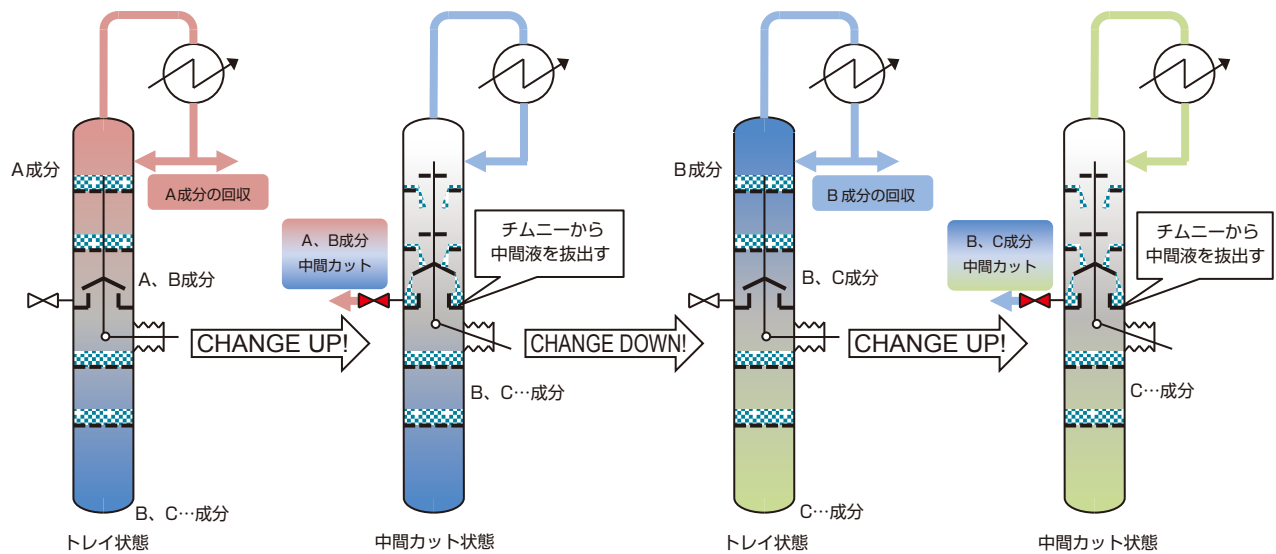 A成分
A成分の回収
A、B成分
B、C…成分
トレイ状態
CHANGE UP!
A、B成分
中間カット
チムニーから
中間液を抜出す
B、C…成分
中間カット状態
CHANGE DOWN!
B成分
B成分の回収
B、C成分
C…成分
トレイ状態
CHANGE UP!
B、C成分
中間カット
チムニーから
中間液を抜出す
C…成分
中間カット状態